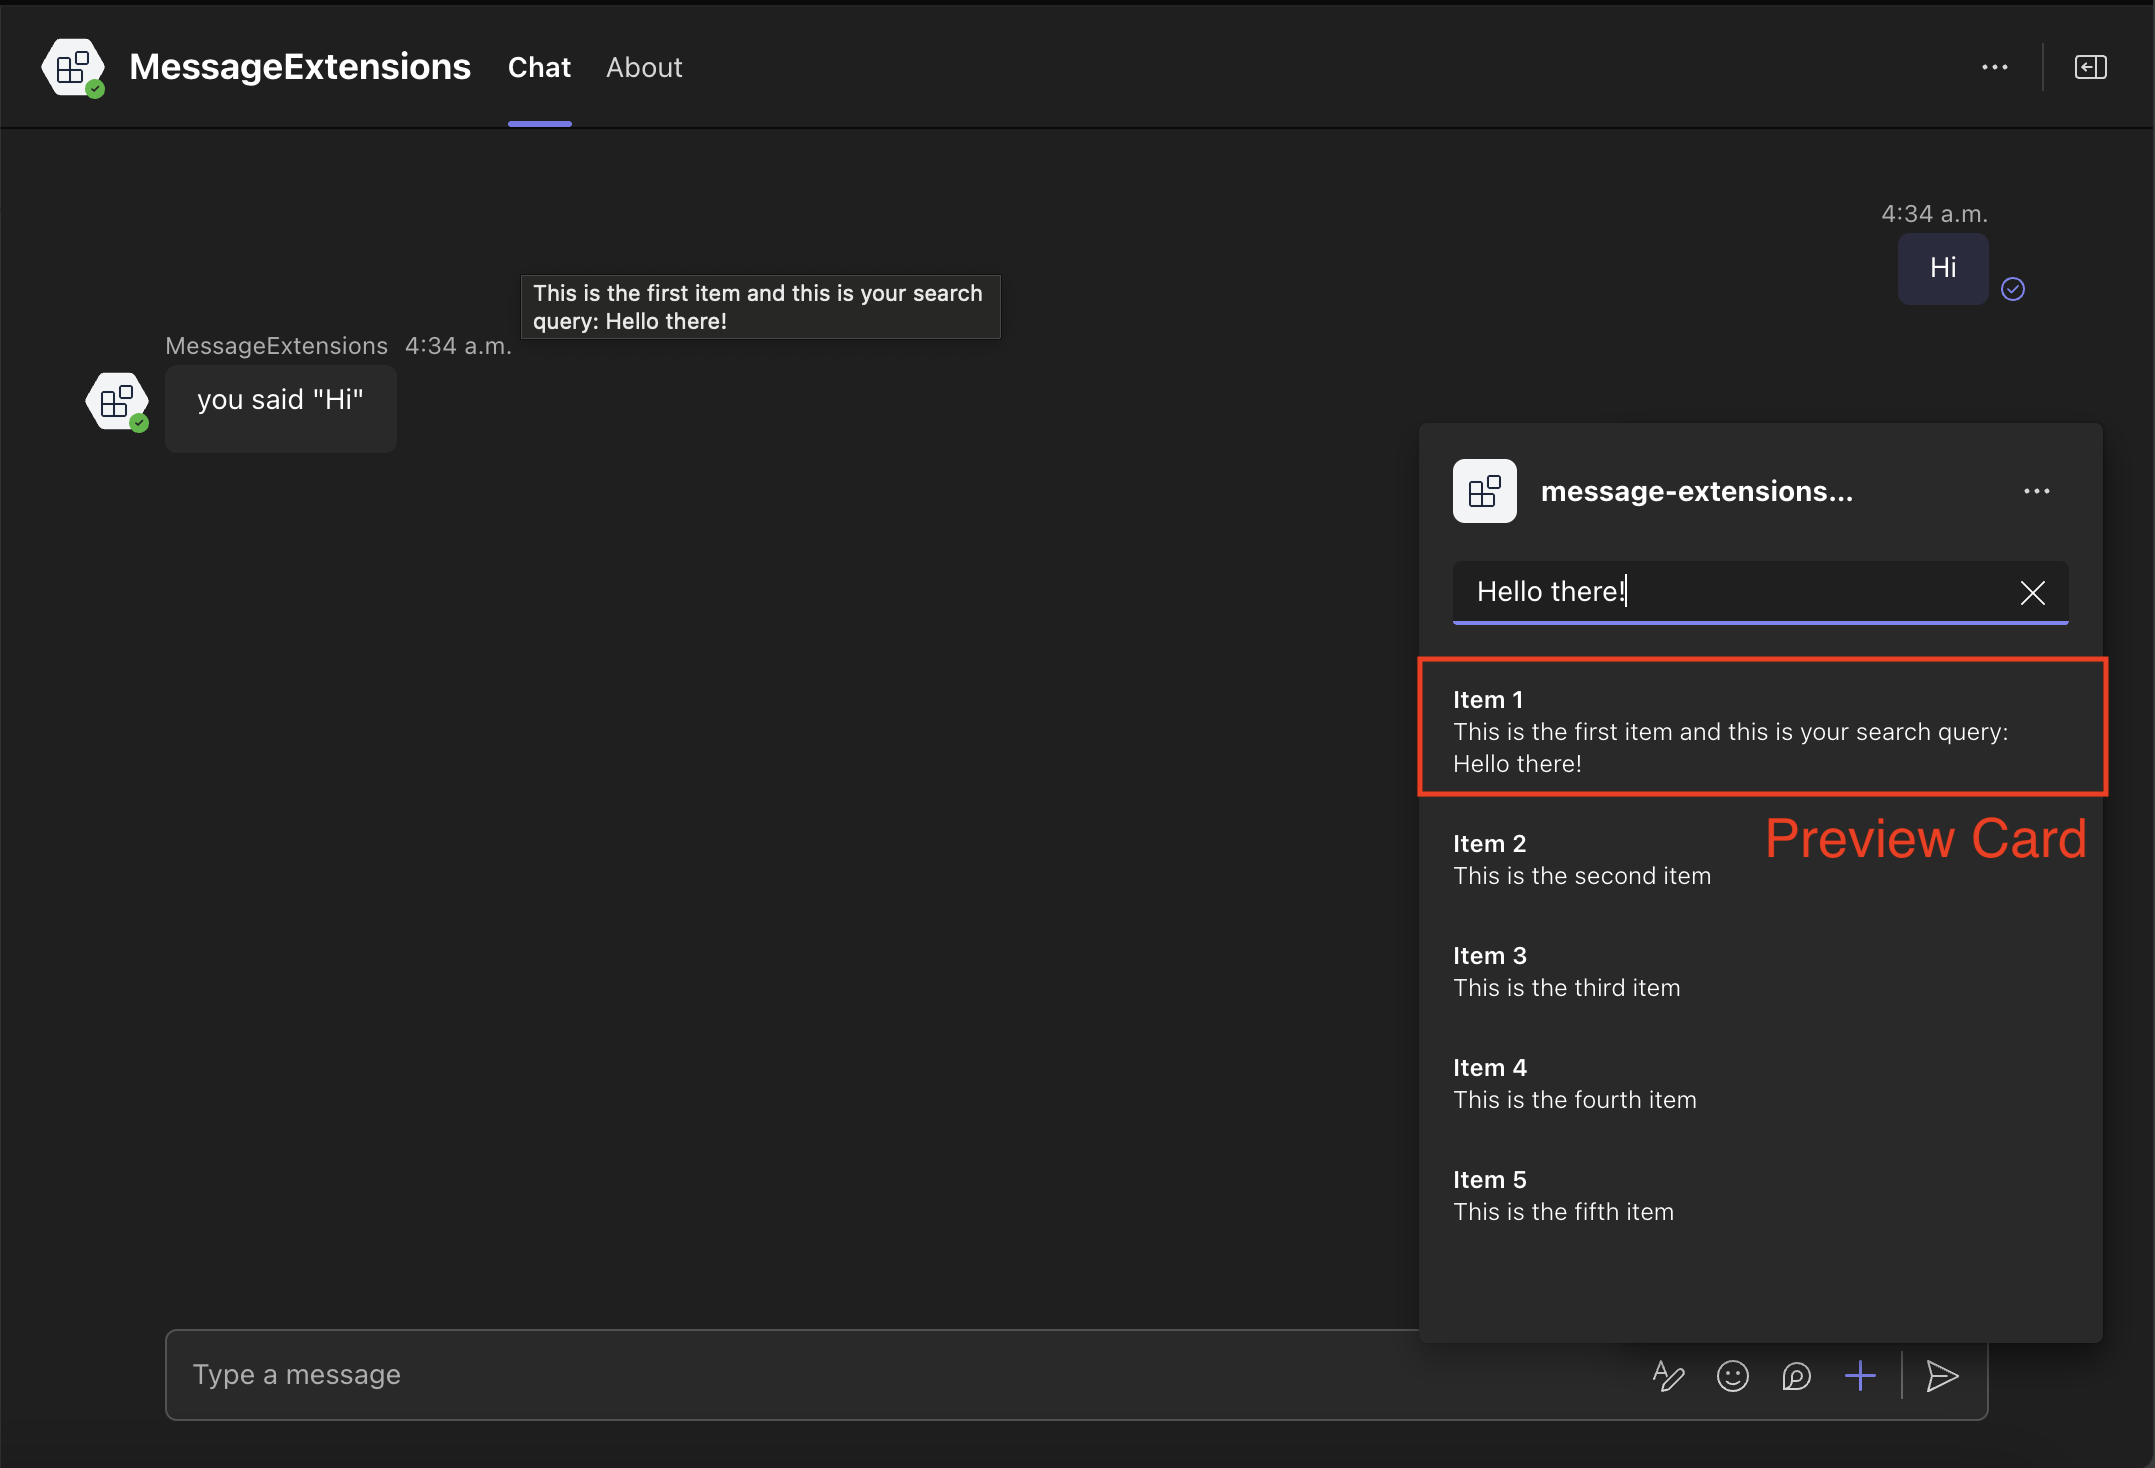 MessageExtensions Chat About
4:34 a.m.
Hi
This is the first item and this is your search
query: Hello there!
MessageExtensions 4:34 a.m.
you said "Hi"
message-extensions...
Hello there!
Item 1
This is the first item and this is your search query:
Hello there!
Preview Card
Item 2
This is the second item
Item 3
This is the third item
Item 4
This is the fourth item
Item 5
This is the fifth item
Type a message